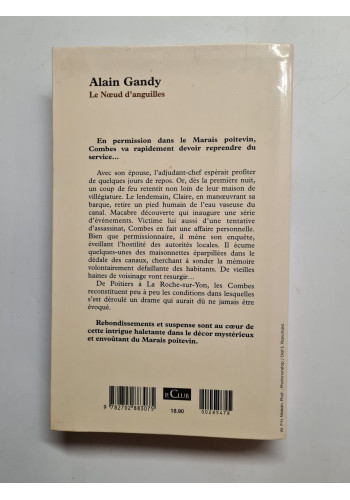 Alain Gandy
Le Nœud d'anguilles
En permission dans le Marais poitevin,
Combes va rapidement devoir reprendre du
service...
Avec son épouse, l'adjudant-chef espérait profiter
de quelques jours de repos. Or, dès la première nuit,
un coup de feu retentit non loin de leur maison de
villégiature. Le lendemain, Claire, en manœuvrant sa
barque, retire un pied humain de l'eau vaseuse du
canal. Macabre découverte qui inaugure une série
d'événements. Victime lui aussi d'une tentative
d'assassinat, Combes en fait une affaire personnelle.
Bien que permissionnaire, il mène son enquête,
éveillant l'hostilité des autorités locales. Il écume
quelques-unes des maisonnettes éparpillées dans le
dédale des canaux, cherchant à sonder la mémoire
volontairement défaillante des habitants. De vieilles
haines de voisinage vont resurgir...
De Poitiers à La Roche-sur-Yon, les Combes
reconstituent peu à peu les conditions dans lesquelles
s'est déroulé un drame qui aurait dû ne jamais être
évoqué.
Rebondissements et suspense sont au cœur de
cette intrigue haletante dans le décor mystérieux et
envoûtant du Marais poitevin.
9 782702 883075
LE CLUB
18.90